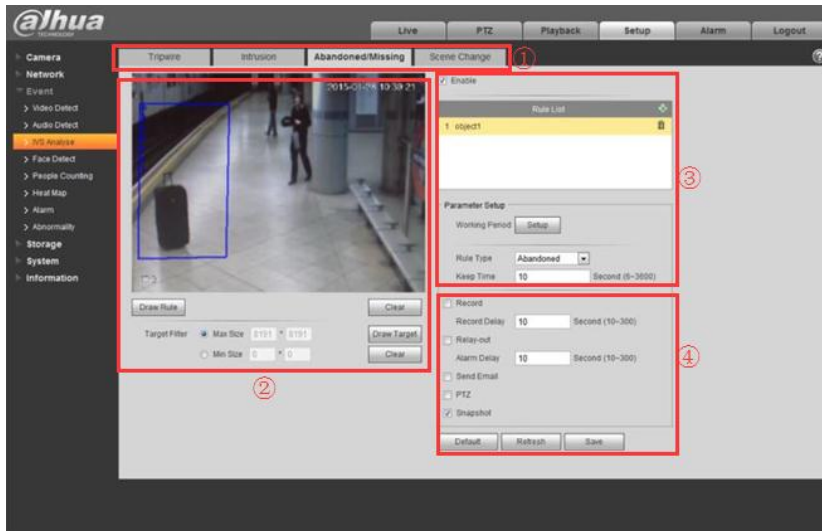 alhua
TECHNOLOGY
Live
PTZ
Playback
Setup
Alarm
Logout
Camera
Network
Event
Video Detect
Audio Detect
IVS Analyse
Face Detect
People Counting
Heat Map
Alarm
Abnormality
Storage
System
Information
Tripwire
Intrusion
Abandoned/Missing
Scene Change
①
2015-01-28 10:39:21
Draw Rule
Clear
Target Filter
Max Size 8191 * 8191
Draw Target
Min Size 0 * 0
Clear
②
Enable
Rule List
1 object1
Parameter Setup
Working Period
Setup
Rule Type
Abandoned
Keep Time
10
Second (6~3600)
③
Record
Record Delay
10
Second (10~300)
Relay-out
Alarm Delay
10
Second (10~300)
Send Email
PTZ
Snapshot
Default
Refresh
Save
④